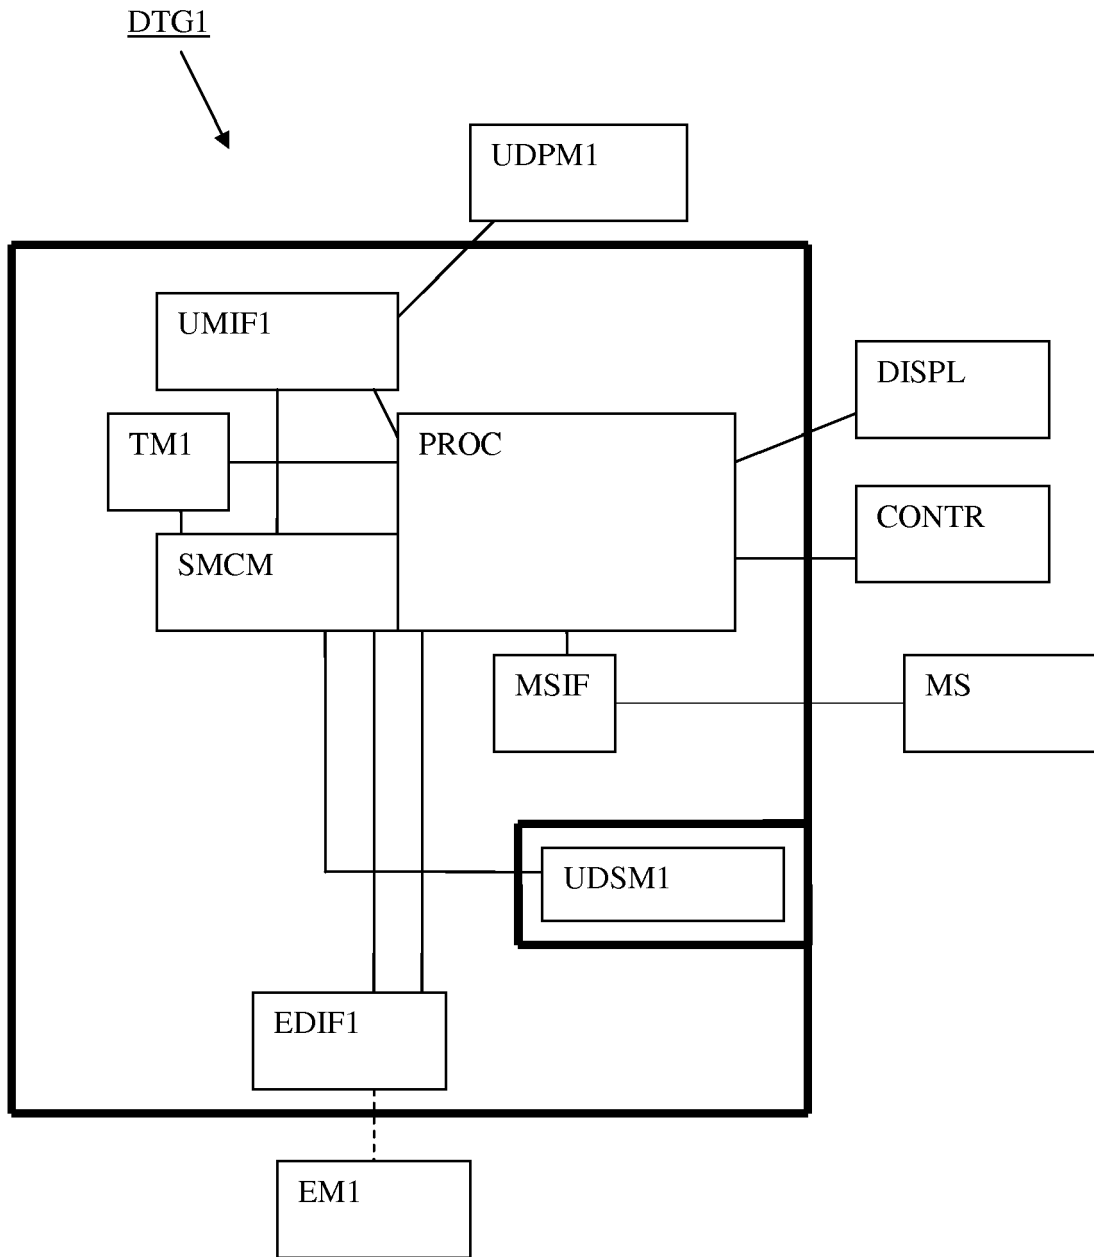 DTG1
UDPM1
UMIF1
DISPL
TM1
PROC
CONTR
SMCM
MSIF
MS
UDSM1
EDIF1
EM1